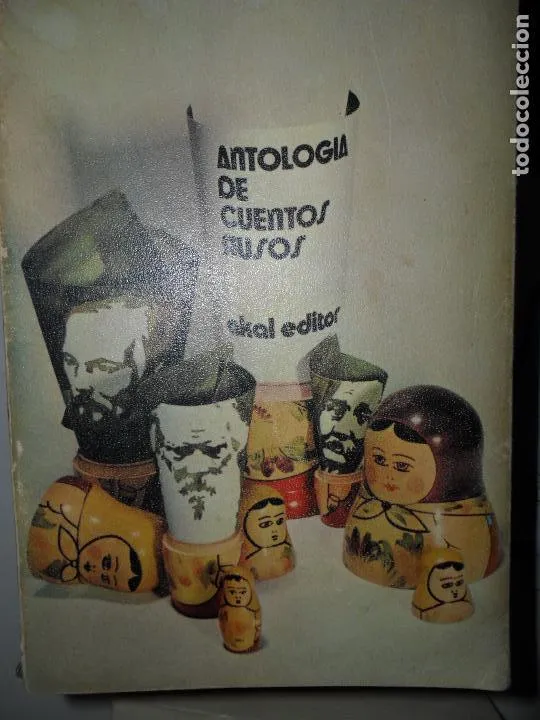 ANTOLOGIA
DE
CUENTOS
RUSOS
akal editor
todocoleccion